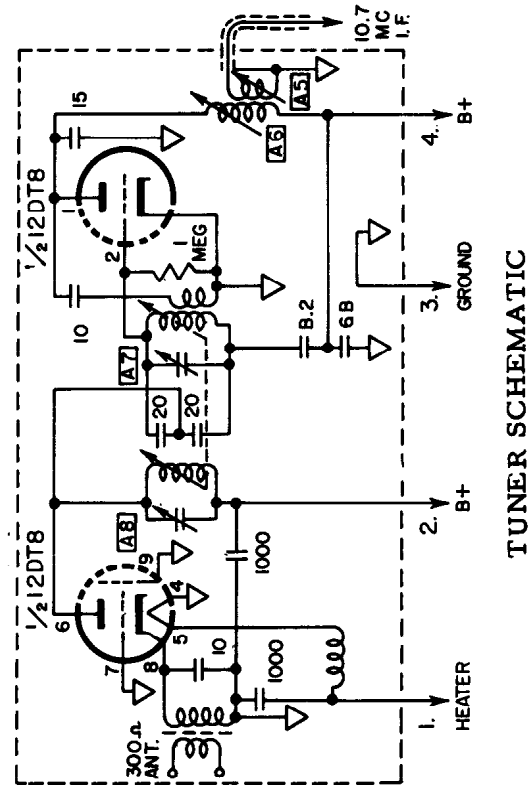 ½ 12DT8
½ 12DT8
6
7
8
9
4
5
1
2
15
10
1
MEG
A8
A7
A6
A5
20
20
10
1000
1000
8.2
68
300Ω
ANT.
10.7
MC
I.F.
1.
HEATER
2.
B+
3.
GROUND
4.
B+
TUNER SCHEMATIC